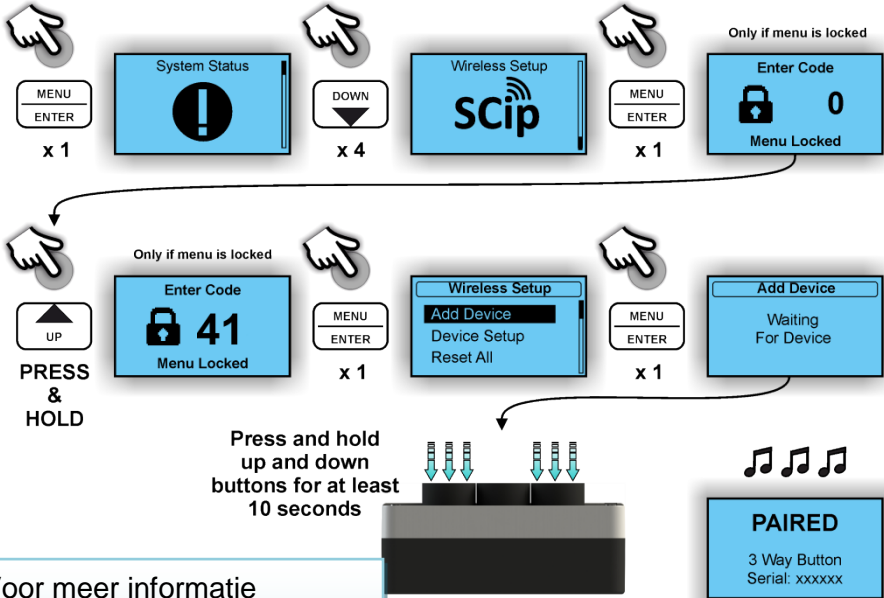 MENU
ENTER
x 1
System Status
DOWN
x 4
Wireless Setup
SCip
MENU
ENTER
x 1
Only if menu is locked
Enter Code
0
Menu Locked
UP
PRESS
&
HOLD
Only if menu is locked
Enter Code
41
Menu Locked
MENU
ENTER
x 1
Wireless Setup
Add Device
Device Setup
Reset All
MENU
ENTER
x 1
Add Device
Waiting
For Device
Press and hold
up and down
buttons for at least
10 seconds
PAIRED
3 Way Button
Serial: xxxxxx
oor meer informatie